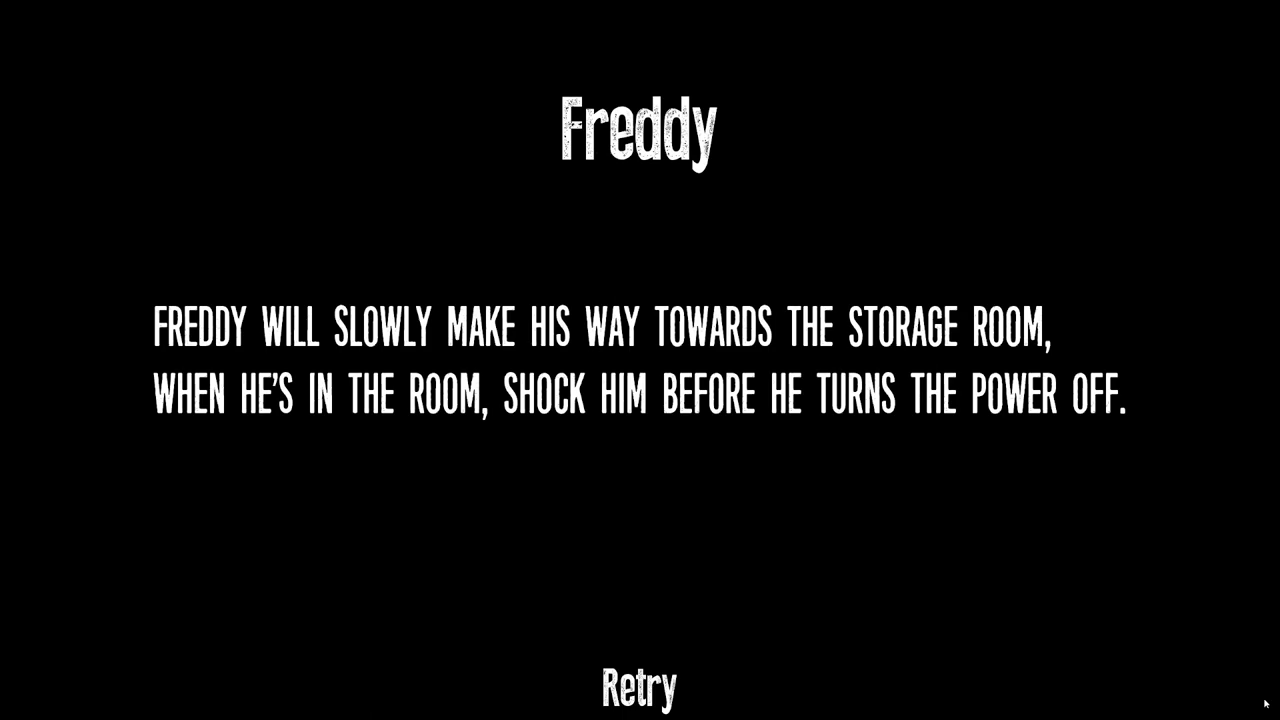 Freddy
FREDDY WILL SLOWLY MAKE HIS WAY TOWARDS THE STORAGE ROOM,
WHEN HE'S IN THE ROOM, SHOCK HIM BEFORE HE TURNS THE POWER OFF.
Retry